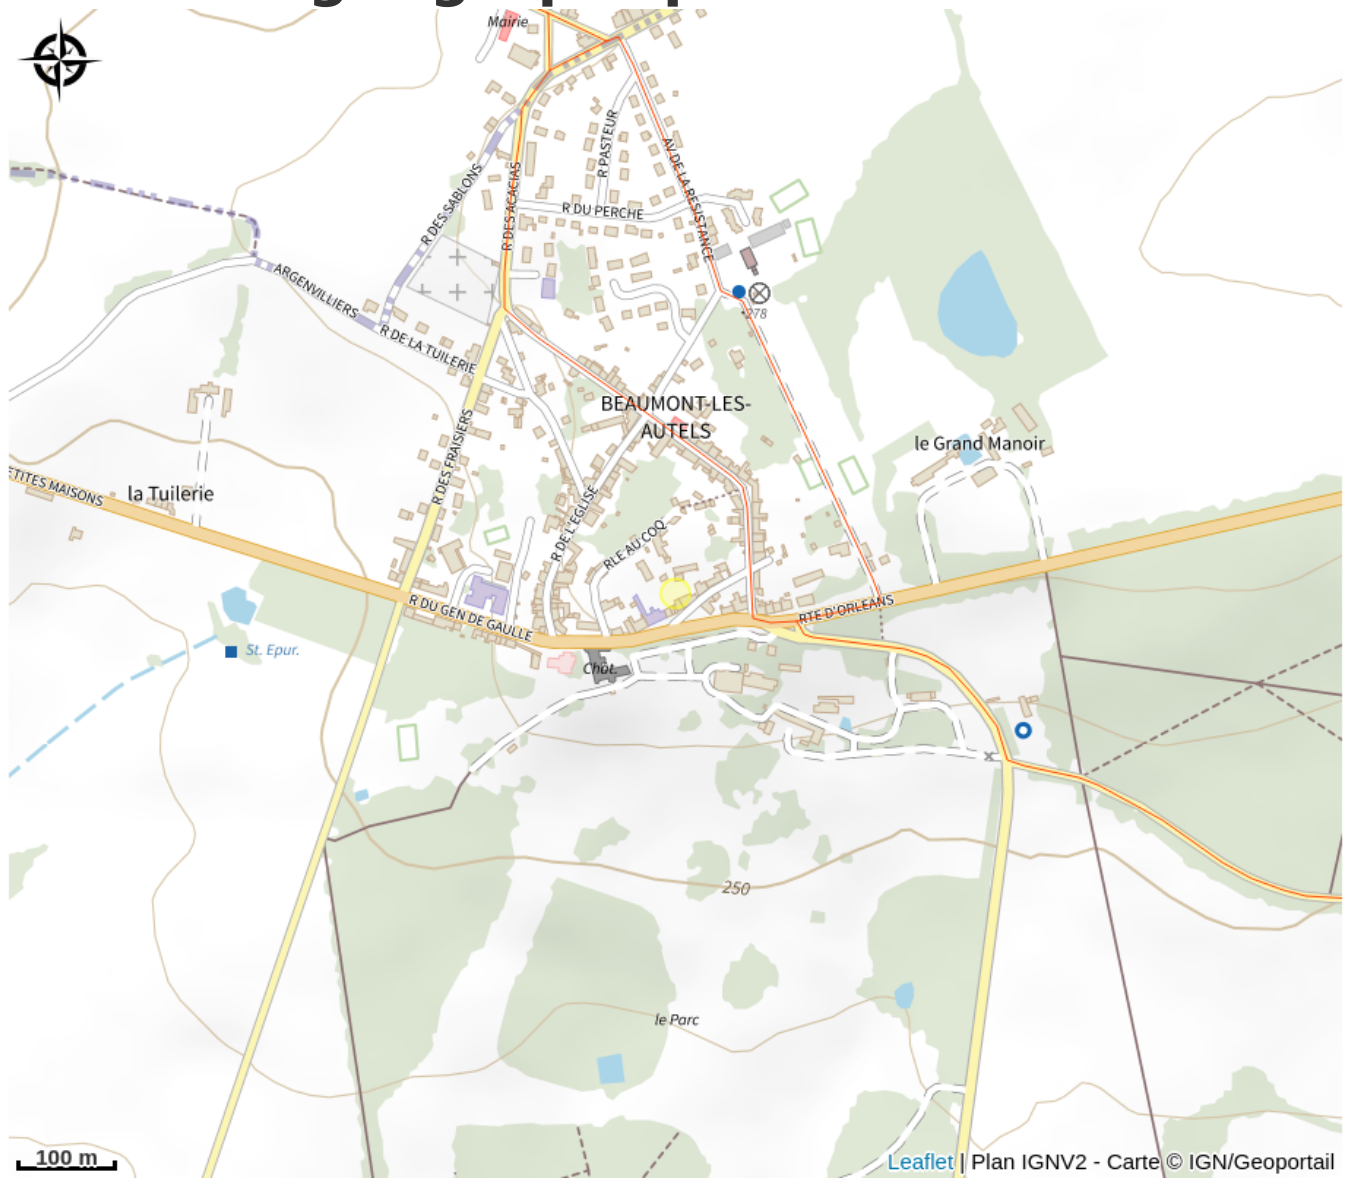 Mairie
R PASTEUR
AV DE LA RESISTANCE
R DES SABLONS
R DES ACACIAS
R DU PERCHE
ARGENVILLIERS
278
R DE LA TUILERIE
BEAUMONT-LES-
AUTELS
le Grand Manoir
R DES FRAISIERS
ETITES MAISONS
la Tuilerie
R DE L'EGLISE
RLE AU COQ
R DU GEN DE GAULLE
RTE D'ORLEANS
St. Epur.
Chât.
250
le Parc
100 m
Leaflet | Plan IGNV2 - Carte © IGN/Geoportail